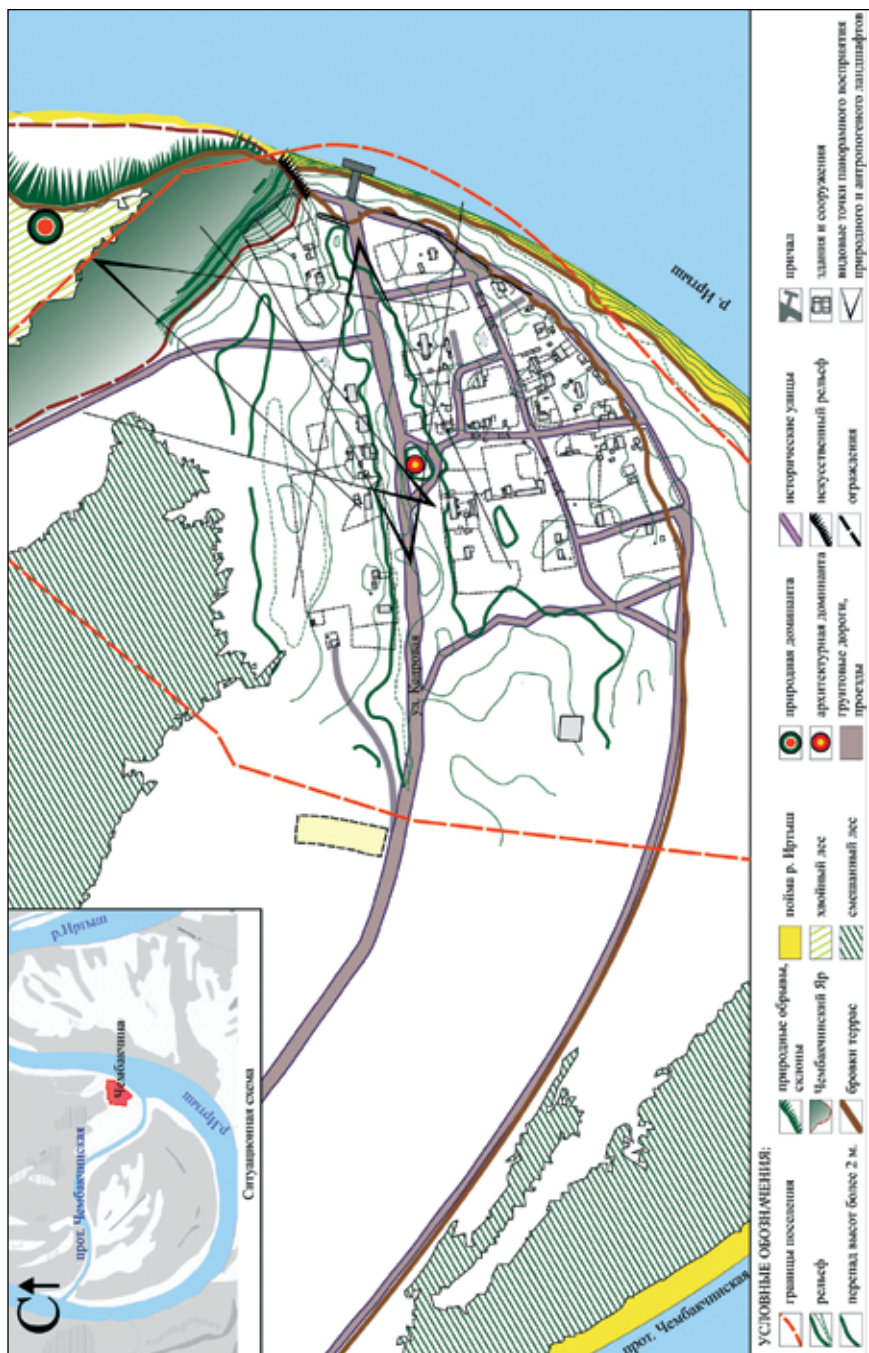 С
р.Иртыш
прот. Чембакчинская
Чембакчина
р.Иртыш
Ситуационная схема
ул. Кедровая
р. Иртыш
прот. Чембакчинская
УСЛОВНЫЕ ОБОЗНАЧЕНИЯ:
границы поселения
рельеф
перепад высот более 2 м.
природные обрывы,
склоны
Чембакчинский Яр
бровки террас
пойма р. Иртыш
хвойный лес
смешанный лес
природная доминанта
архитектурная доминанта
грунтовые дороги,
проезды
исторические улицы
искусственный рельеф
ограждения
причал
здания и сооружения
видовые точки панорамного восприятия
природного и антропогенного ландшафтов